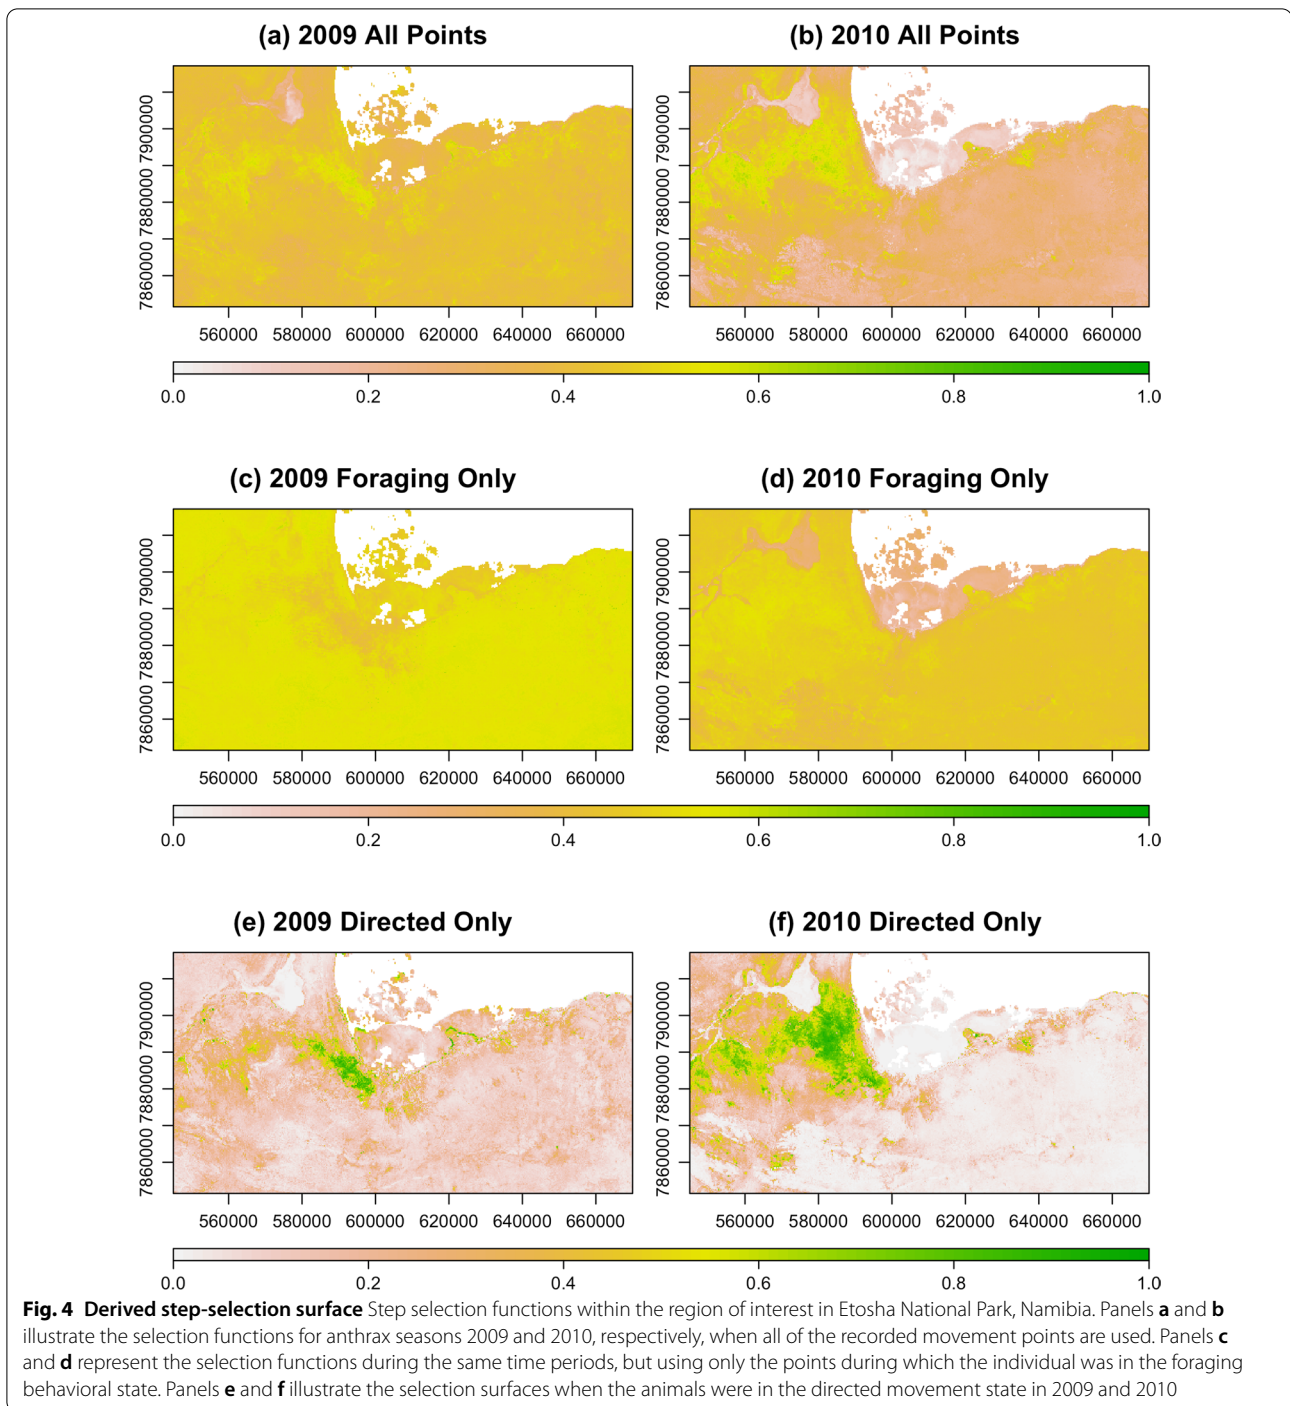 (a) 2009 All Points
(b) 2010 All Points
7860000 7880000 7900000
560000 580000 600000 620000 640000 660000
7860000 7880000 7900000
560000 580000 600000 620000 640000 660000
0.0 0.2 0.4 0.6 0.8 1.0
(c) 2009 Foraging Only
(d) 2010 Foraging Only
7860000 7880000 7900000
560000 580000 600000 620000 640000 660000
7860000 7880000 7900000
560000 580000 600000 620000 640000 660000
0.0 0.2 0.4 0.6 0.8 1.0
(e) 2009 Directed Only
(f) 2010 Directed Only
7860000 7880000 7900000
560000 580000 600000 620000 640000 660000
7860000 7880000 7900000
560000 580000 600000 620000 640000 660000
0.0 0.2 0.4 0.6 0.8 1.0
Fig. 4 Derived step-selection surface Step selection functions within the region of interest in Etosha National Park, Namibia. Panels a and b
illustrate the selection functions for anthrax seasons 2009 and 2010, respectively, when all of the recorded movement points are used. Panels c
and d represent the selection functions during the same time periods, but using only the points during which the individual was in the foraging
behavioral state. Panels e and f illustrate the selection surfaces when the animals were in the directed movement state in 2009 and 2010